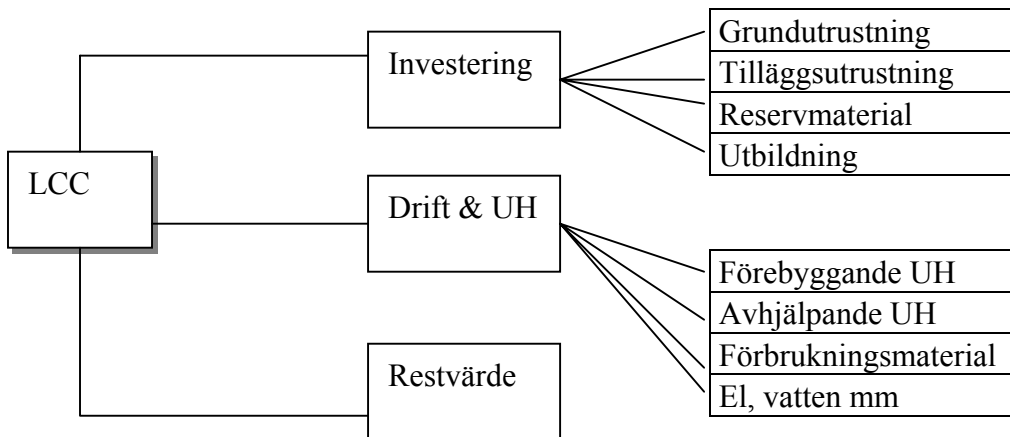 LCC
Investering
Grundutrustning
Tilläggsutrustning
Reservmaterial
Utbildning
Drift & UH
Förebyggande UH
Avhjälpande UH
Förbrukningsmaterial
El, vatten mm
Restvärde